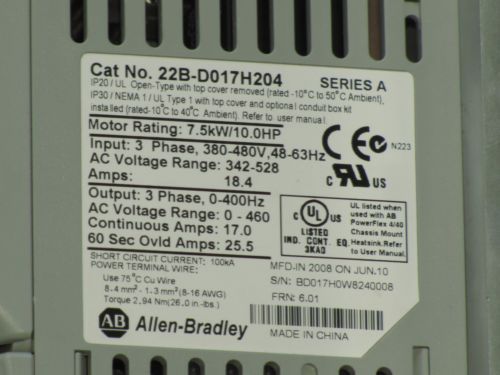 Cat No. 22B-D017H204 SERIES A
IP20 / UL Open-Type with top cover removed (rated -10°C to 50°C Ambient),
IP30 / NEMA 1 / UL Type 1 with top cover and optional conduit box kit
installed (rated-10°C to 40°C Ambient). Refer to user manual.
Motor Rating: 7.5kW/10.0HP
Input: 3 Phase, 380-480V,48-63Hz
AC Voltage Range: 342-528
Amps: 18.4
Output: 3 Phase, 0-400Hz
AC Voltage Range: 0 - 460
Continuous Amps: 17.0
60 Sec Ovld Amps: 25.5
CE
N223
c UR US
c UL US
LISTED
IND. CONT. EQ.
3KA0
UL listed when
used with AB
PowerFlex 4/40
Chassis Mount
Heatsink.Refer
to User Manual.
SHORT CIRCUIT CURRENT: 100kA
POWER TERMINAL WIRE:
Use 75°C Cu Wire
8-4 mm² - 1.3 mm² (8-16 AWG)
Torque 2.94 Nm(26.0 in.-lbs.)
MFD-IN 2008 ON JUN.10
S/N: BD017H0W8240008
FRN: 6.01
AB Allen-Bradley
MADE IN CHINA